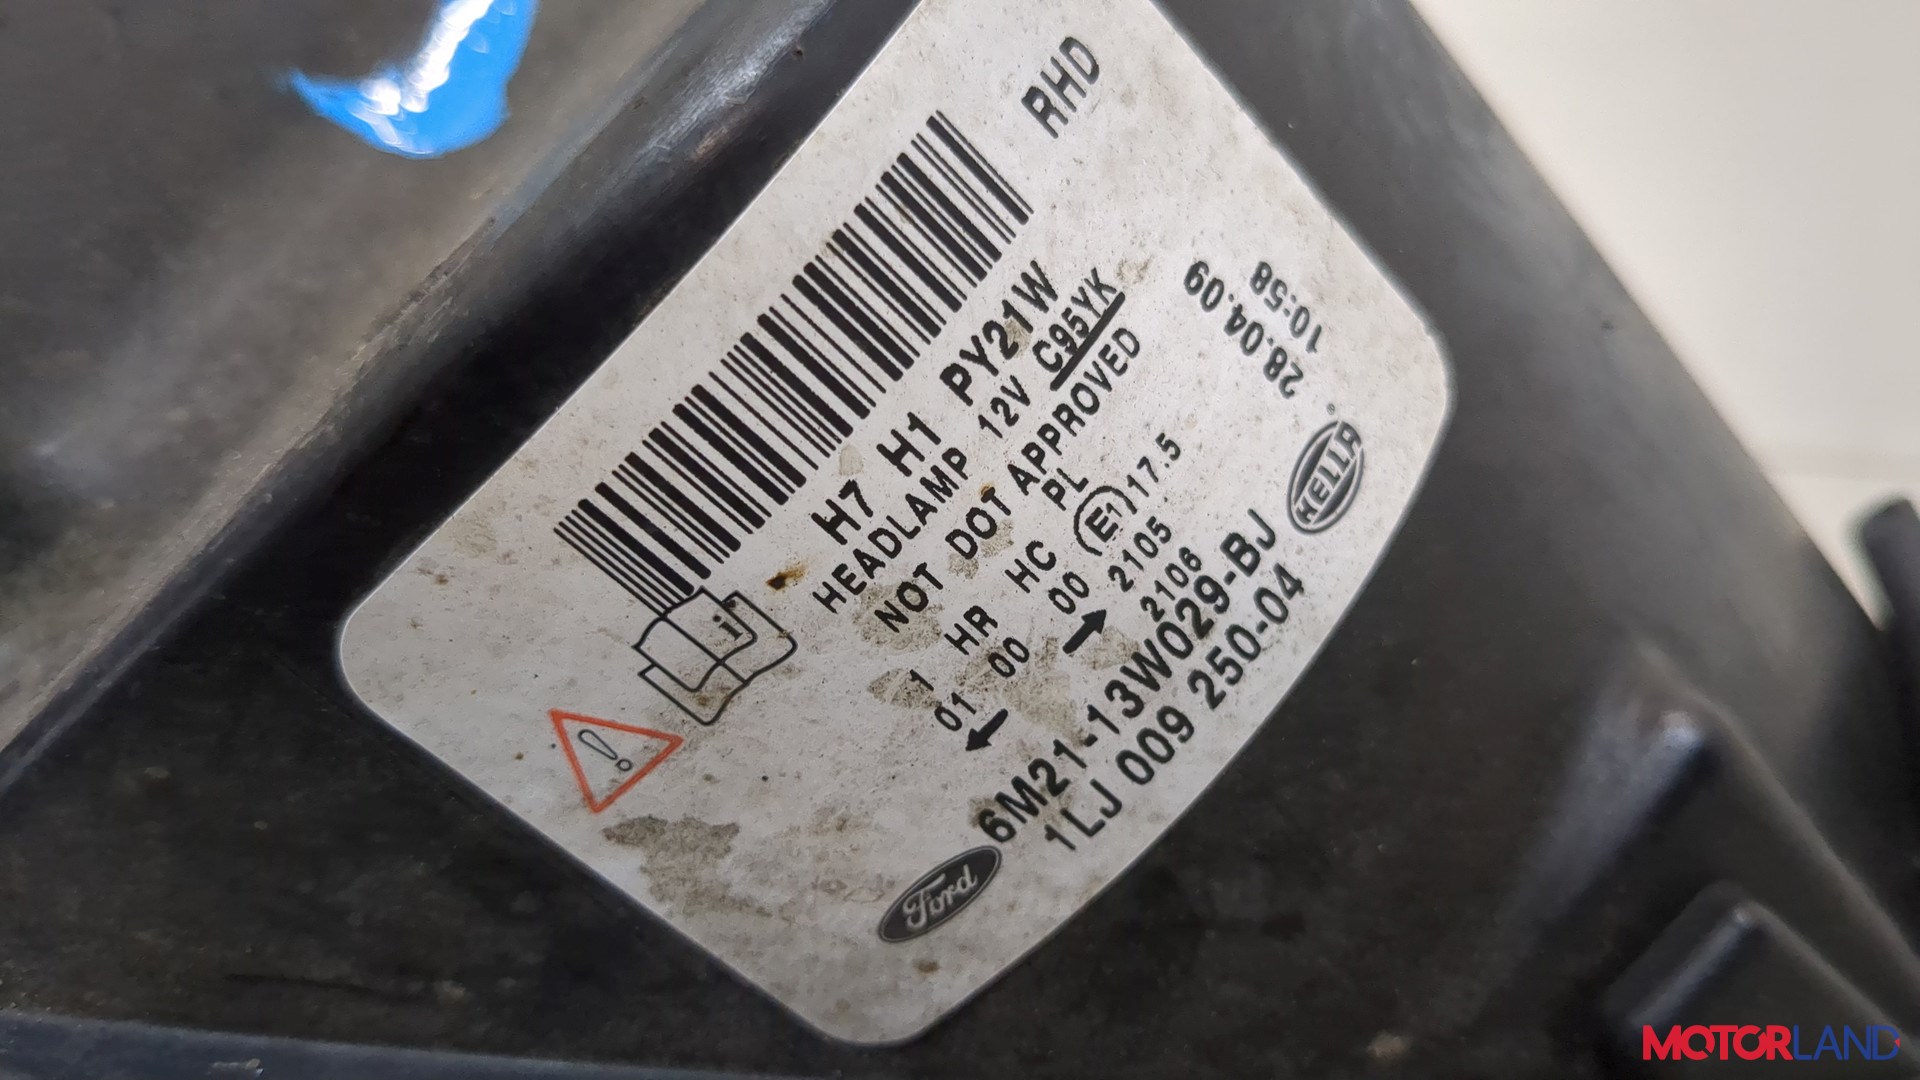 RHD
H7 H1 PY21W
HEADLAMP 12V C95YK
NOT DOT APPROVED
1 HR HC PL E1 17.5
01 00 00 2105
2106
28.04.09
10:58
HELLA
6M21-13W029-BJ
1LJ 009 250-04
Ford
MOTORLAND